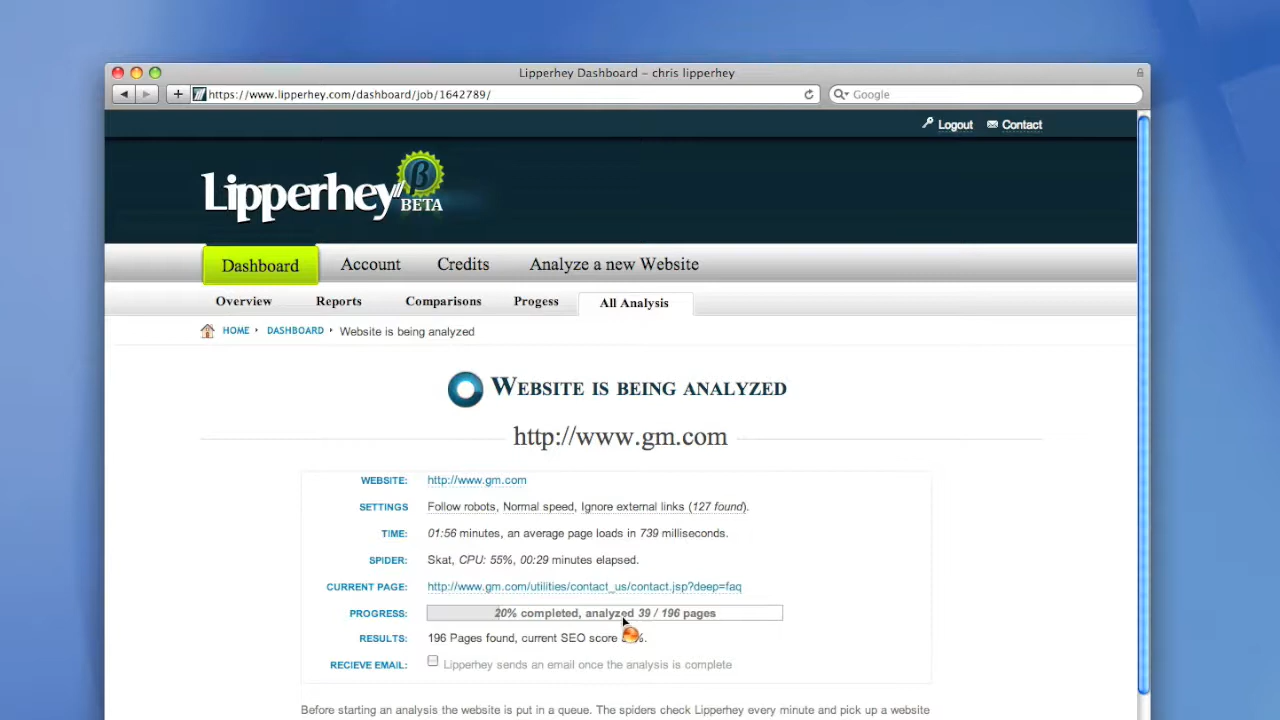 Lipperhey Dashboard – chris lipperhey
https://www.lipperhey.com/dashboard/job/1642789/
Google
Logout Contact
Lipperhey
β
BETA
Dashboard Account Credits Analyze a new Website
Overview Reports Comparisons Progess All Analysis
HOME DASHBOARD Website is being analyzed
WEBSITE IS BEING ANALYZED
http://www.gm.com
WEBSITE: http://www.gm.com
SETTINGS Follow robots, Normal speed, Ignore external links (127 found).
TIME: 01:56 minutes, an average page loads in 739 milliseconds.
SPIDER: Skat, CPU: 55%, 00:29 minutes elapsed.
CURRENT PAGE: http://www.gm.com/utilities/contact_us/contact.jsp?deep=faq
PROGRESS: 20% completed, analyzed 39 / 196 pages
RESULTS: 196 Pages found, current SEO score %.
RECIEVE EMAIL: Lipperhey sends an email once the analysis is complete
Before starting an analysis the website is put in a queue. The spiders check Lipperhey every minute and pick up a website